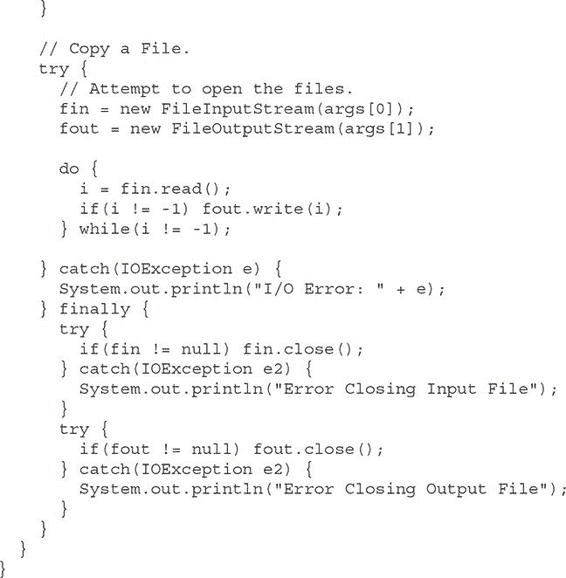 }
// Copy a File.
try {
// Attempt to open the files.
fin = new FileInputStream(args[0]);
fout = new FileOutputStream(args[1]);
do {
i = fin.read();
if(i != -1) fout.write(i);
} while(i != -1);
} catch(IOException e) {
System.out.println("I/O Error: " + e);
} finally {
try {
if(fin != null) fin.close();
} catch(IOException e2) {
System.out.println("Error Closing Input File");
}
try {
if(fout != null) fout.close();
} catch(IOException e2) {
System.out.println("Error Closing Output File");
}
}
}
}